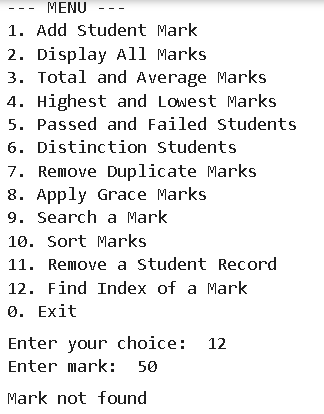 --- MENU ---
1. Add Student Mark
2. Display All Marks
3. Total and Average Marks
4. Highest and Lowest Marks
5. Passed and Failed Students
6. Distinction Students
7. Remove Duplicate Marks
8. Apply Grace Marks
9. Search a Mark
10. Sort Marks
11. Remove a Student Record
12. Find Index of a Mark
0. Exit
Enter your choice:  12
Enter mark:  50
Mark not found